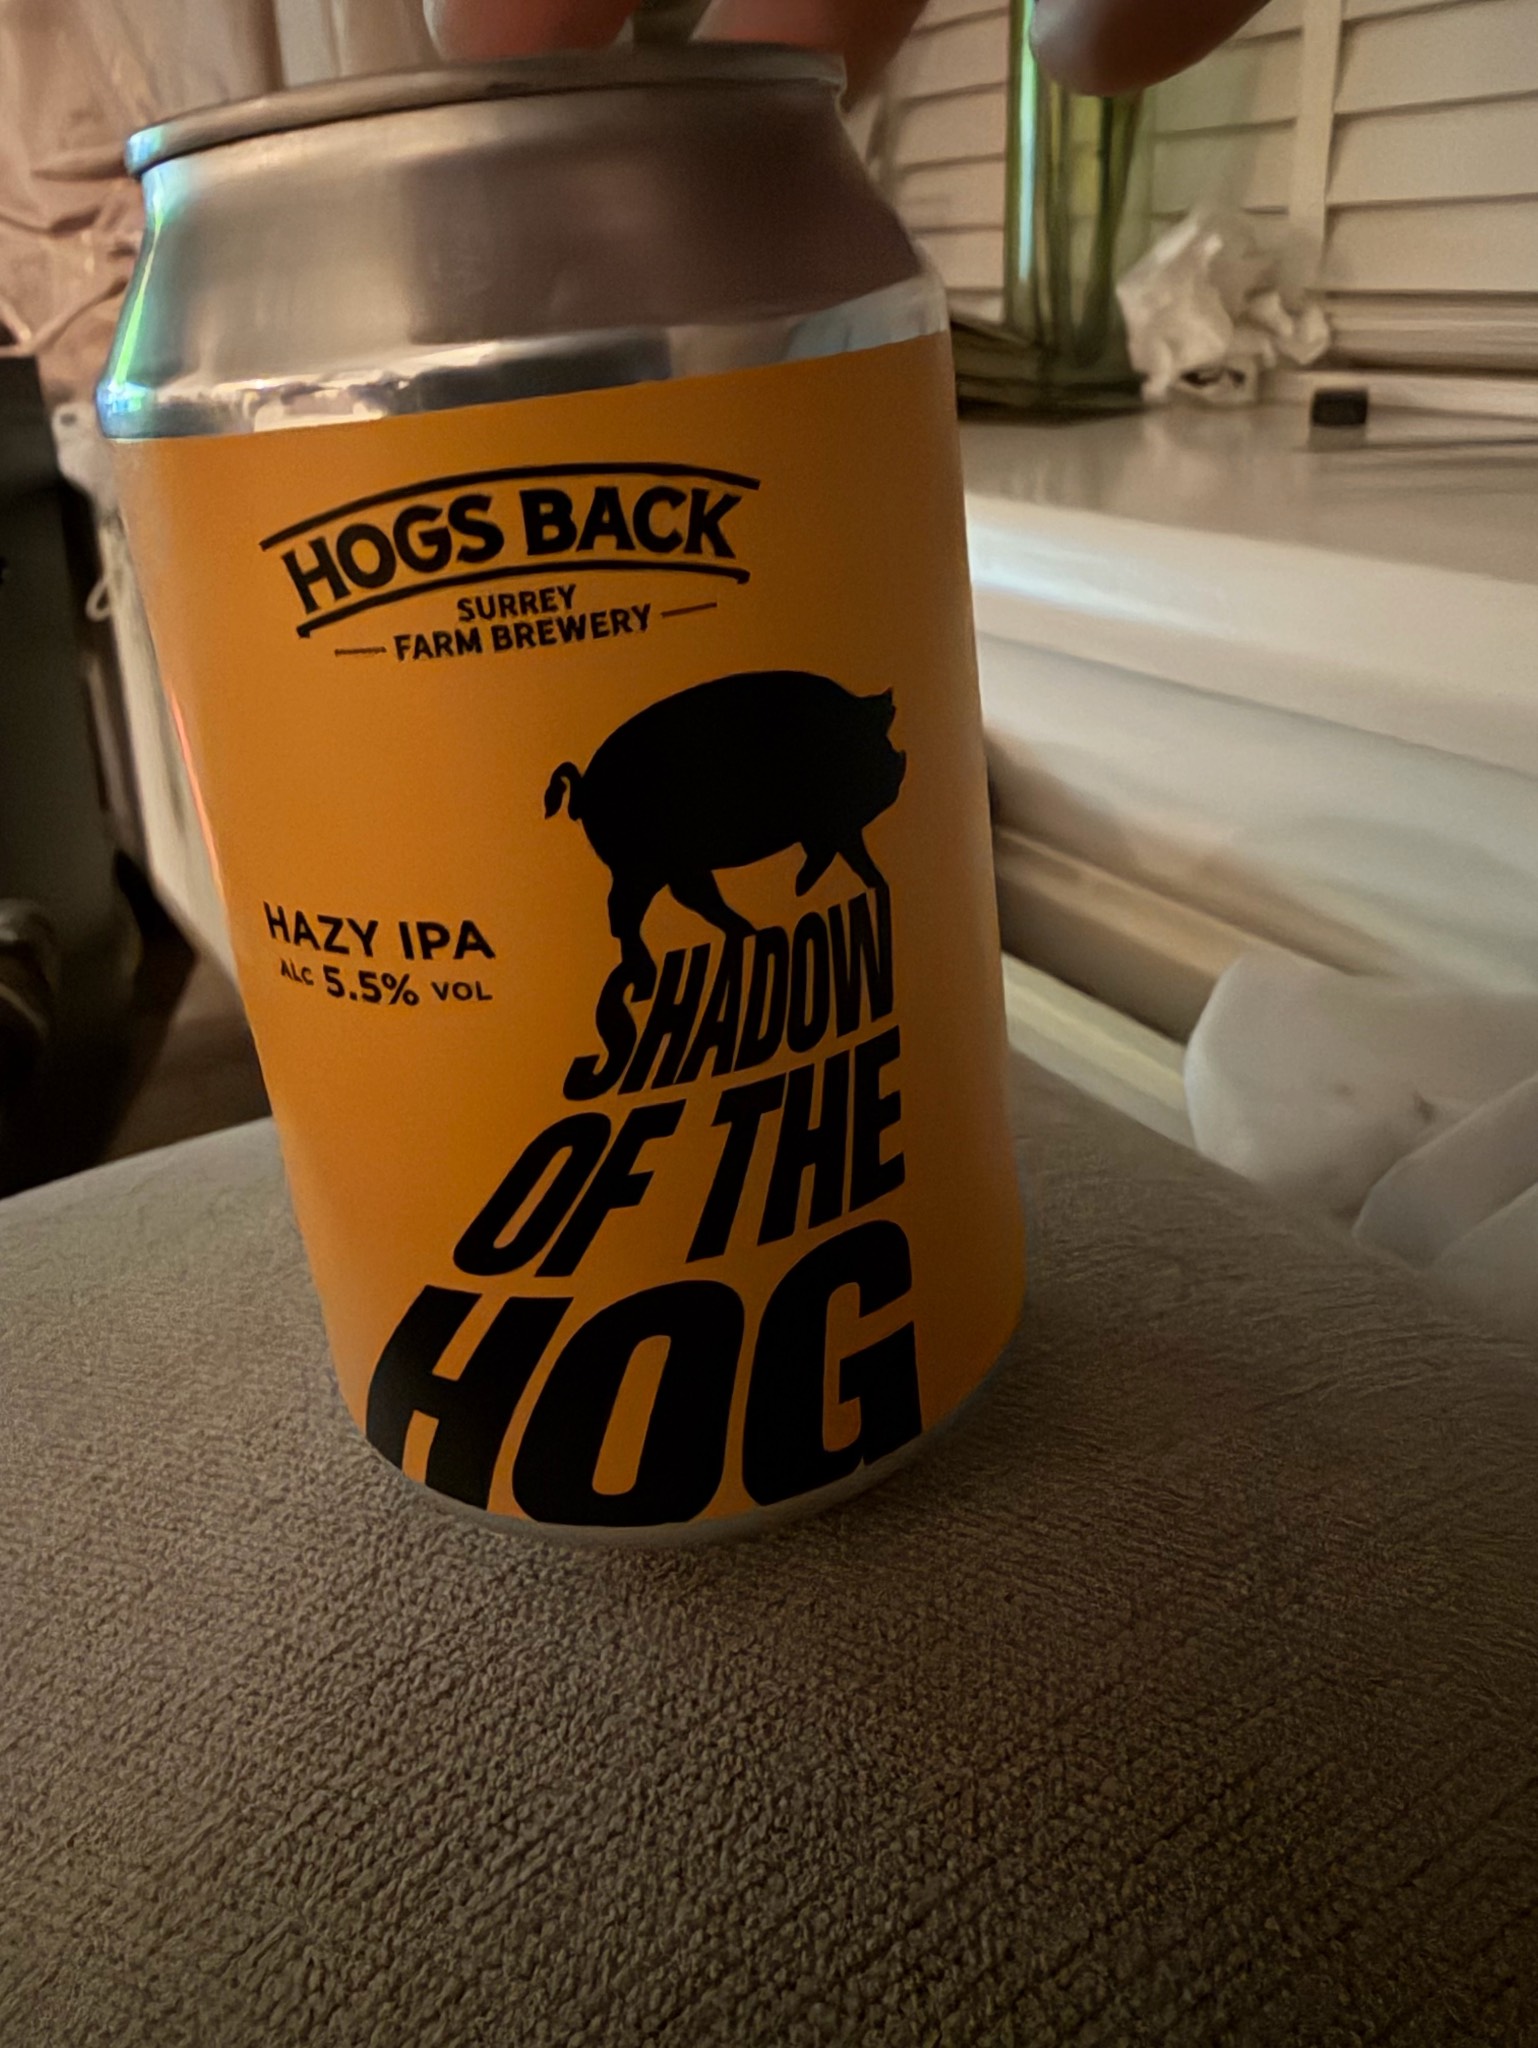 HOGS BACK
SURREY
FARM BREWERY
HAZY IPA
ALC 5.5% VOL
SHADOW
OF THE
HOG